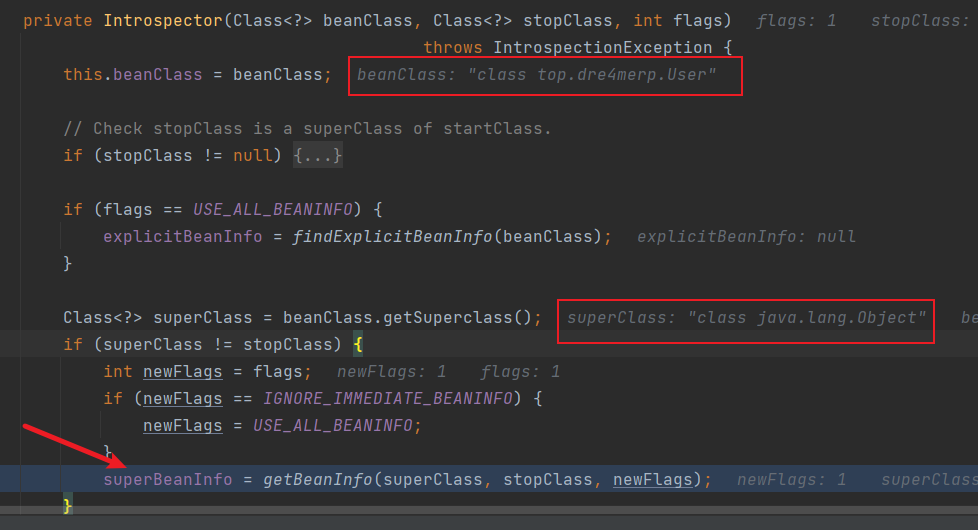 private Introspector(Class<?> beanClass, Class<?> stopClass, int flags)  flags: 1  stopClass:
throws IntrospectionException {
this.beanClass = beanClass;  beanClass: "class top.dre4merp.User"
// Check stopClass is a superClass of startClass.
if (stopClass != null) {...}
if (flags == USE_ALL_BEANINFO) {
explicitBeanInfo = findExplicitBeanInfo(beanClass);  explicitBeanInfo: null
}
Class<?> superClass = beanClass.getSuperclass();  superClass: "class java.lang.Object"  be
if (superClass != stopClass) {
int newFlags = flags;  newFlags: 1  flags: 1
if (newFlags == IGNORE_IMMEDIATE_BEANINFO) {
newFlags = USE_ALL_BEANINFO;
}
superBeanInfo = getBeanInfo(superClass, stopClass, newFlags);  newFlags: 1  superClass
}